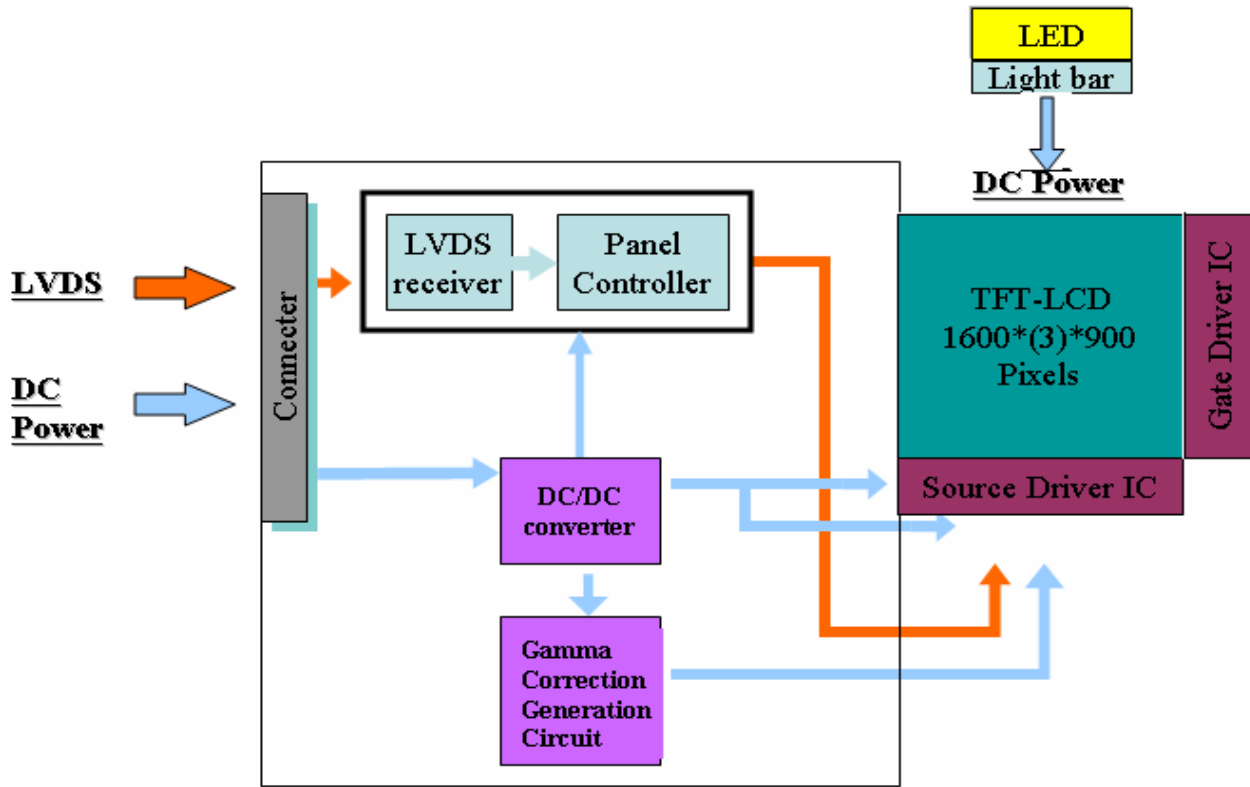 LED
Light bar
DC Power
LVDS
DC
Power
Connecter
LVDS
receiver
Panel
Controller
TFT-LCD
1600*(3)*900
Pixels
Gate Driver IC
Source Driver IC
DC/DC
converter
Gamma
Correction
Generation
Circuit